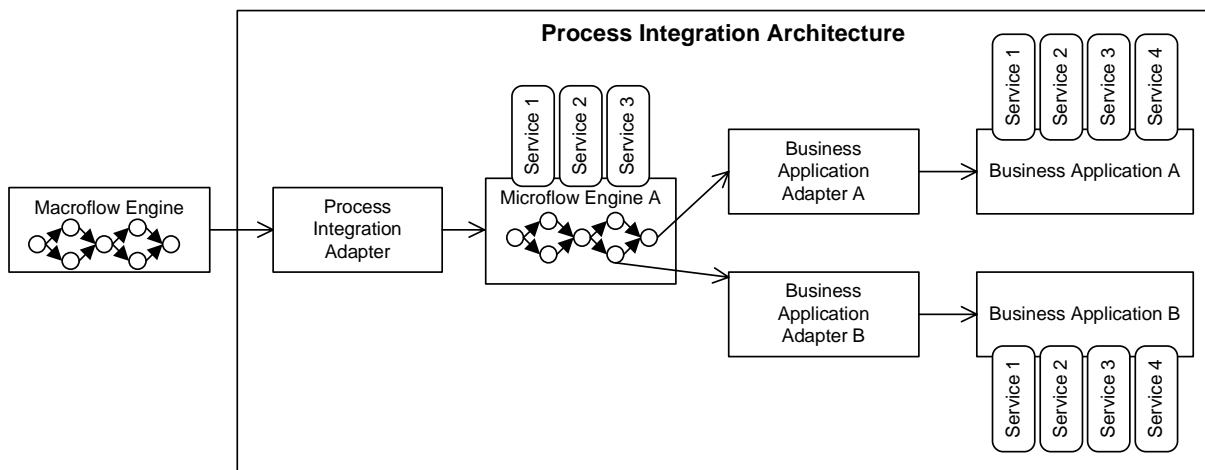 Process Integration Architecture
Service 1
Service 2
Service 3
Service 4
Service 1
Service 2
Service 3
Business
Application
Adapter A
Business Application A
Macroflow Engine
Process
Integration
Adapter
Microflow Engine A
Business
Application
Adapter B
Business Application B
Service 1
Service 2
Service 3
Service 4